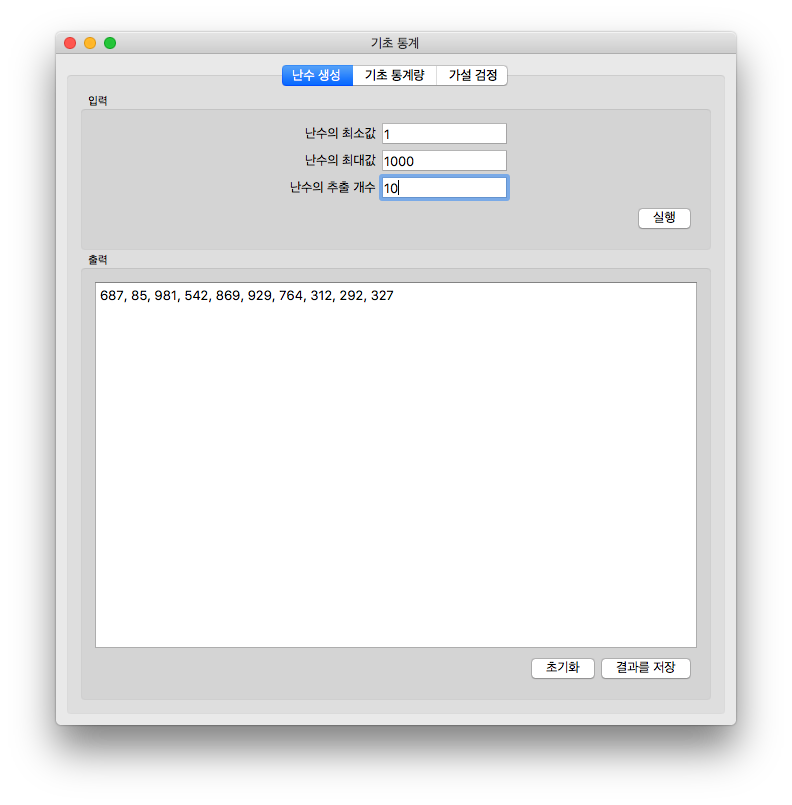 기초 통계
난수 생성 기초 통계량 가설 검정
입력
난수의 최소값 1
난수의 최대값 1000
난수의 추출 개수 10
실행
출력
687, 85, 981, 542, 869, 929, 764, 312, 292, 327
초기화 결과를 저장